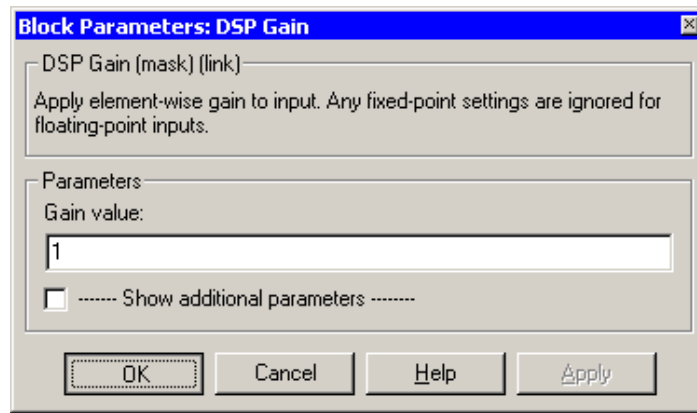 Block Parameters: DSP Gain
DSP Gain (mask) (link)
Apply element-wise gain to input. Any fixed-point settings are ignored for
floating-point inputs.
Parameters
Gain value:
1
------- Show additional parameters --------
OK Cancel Help Apply